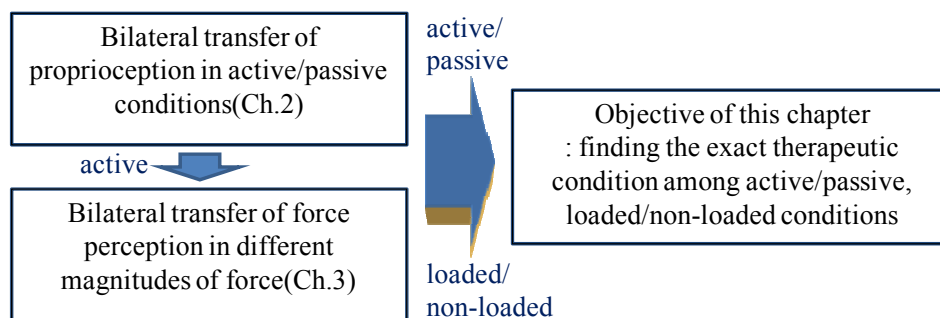 Bilateral transfer of
proprioception in active/passive
conditions(Ch.2)
active
Bilateral transfer of force
perception in different
magnitudes of force(Ch.3)
active/
passive
loaded/
non-loaded
Objective of this chapter
: finding the exact therapeutic
condition among active/passive,
loaded/non-loaded conditions